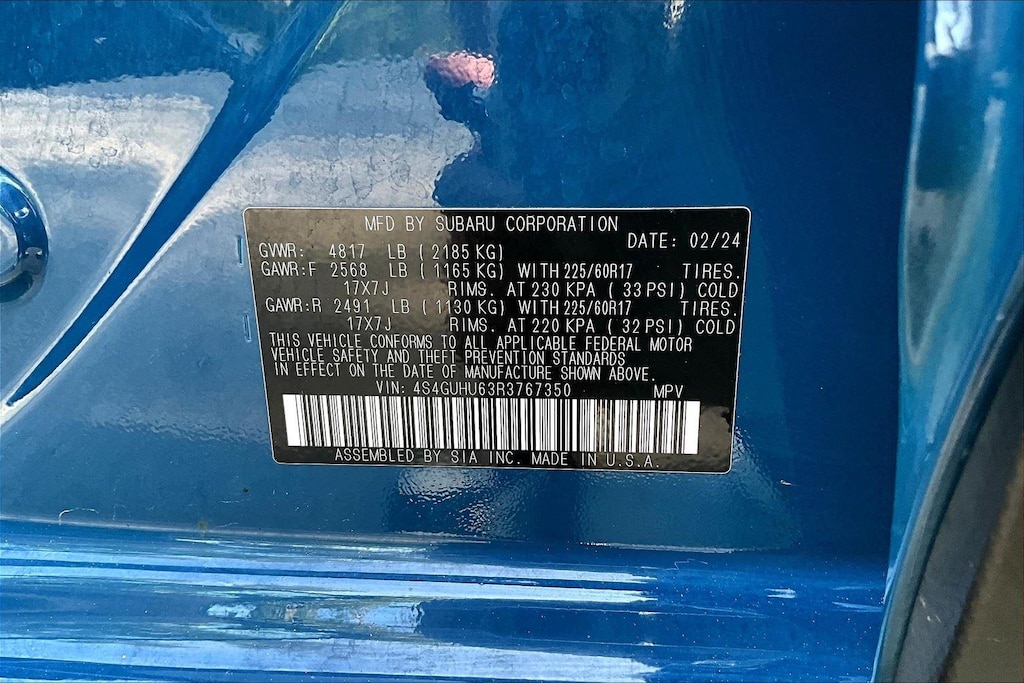 MFD BY SUBARU CORPORATION
DATE: 02/24
GVWR: 4817 LB ( 2185 KG)
GAWR:F 2568 LB ( 1165 KG) WITH 225/60R17 TIRES.
17X7J RIMS. AT 230 KPA ( 33 PSI) COLD
GAWR:R 2491 LB ( 1130 KG) WITH 225/60R17 TIRES.
17X7J RIMS. AT 220 KPA ( 32 PSI) COLD
THIS VEHICLE CONFORMS TO ALL APPLICABLE FEDERAL MOTOR
VEHICLE SAFETY AND THEFT PREVENTION STANDARDS
IN EFFECT ON THE DATE OF MANUFACTURE SHOWN ABOVE.
VIN: 4S4GUHU63R3767350 MPV
ASSEMBLED BY SIA INC. MADE IN U.S.A.